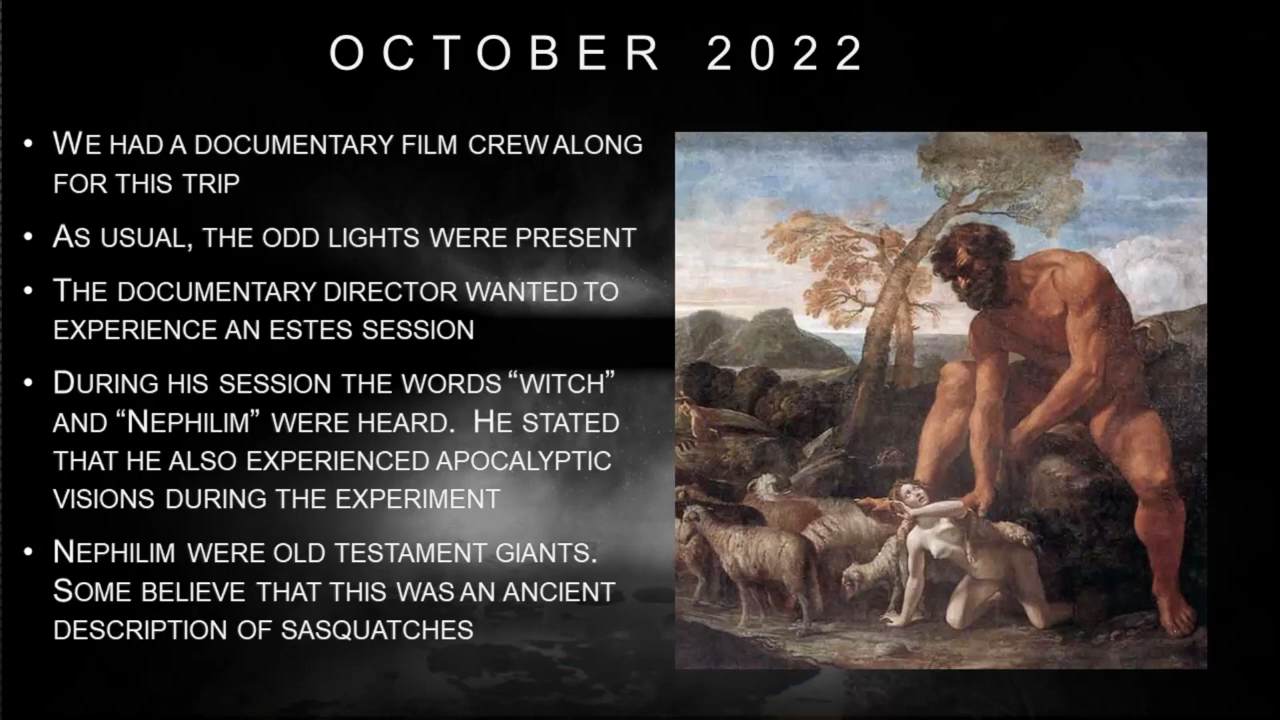 OCTOBER 2022
• WE HAD A DOCUMENTARY FILM CREW ALONG
FOR THIS TRIP
• AS USUAL, THE ODD LIGHTS WERE PRESENT
• THE DOCUMENTARY DIRECTOR WANTED TO
EXPERIENCE AN ESTES SESSION
• DURING HIS SESSION THE WORDS “WITCH”
AND “NEPHILIM” WERE HEARD. HE STATED
THAT HE ALSO EXPERIENCED APOCALYPTIC
VISIONS DURING THE EXPERIMENT
• NEPHILIM WERE OLD TESTAMENT GIANTS.
SOME BELIEVE THAT THIS WAS AN ANCIENT
DESCRIPTION OF SASQUATCHES